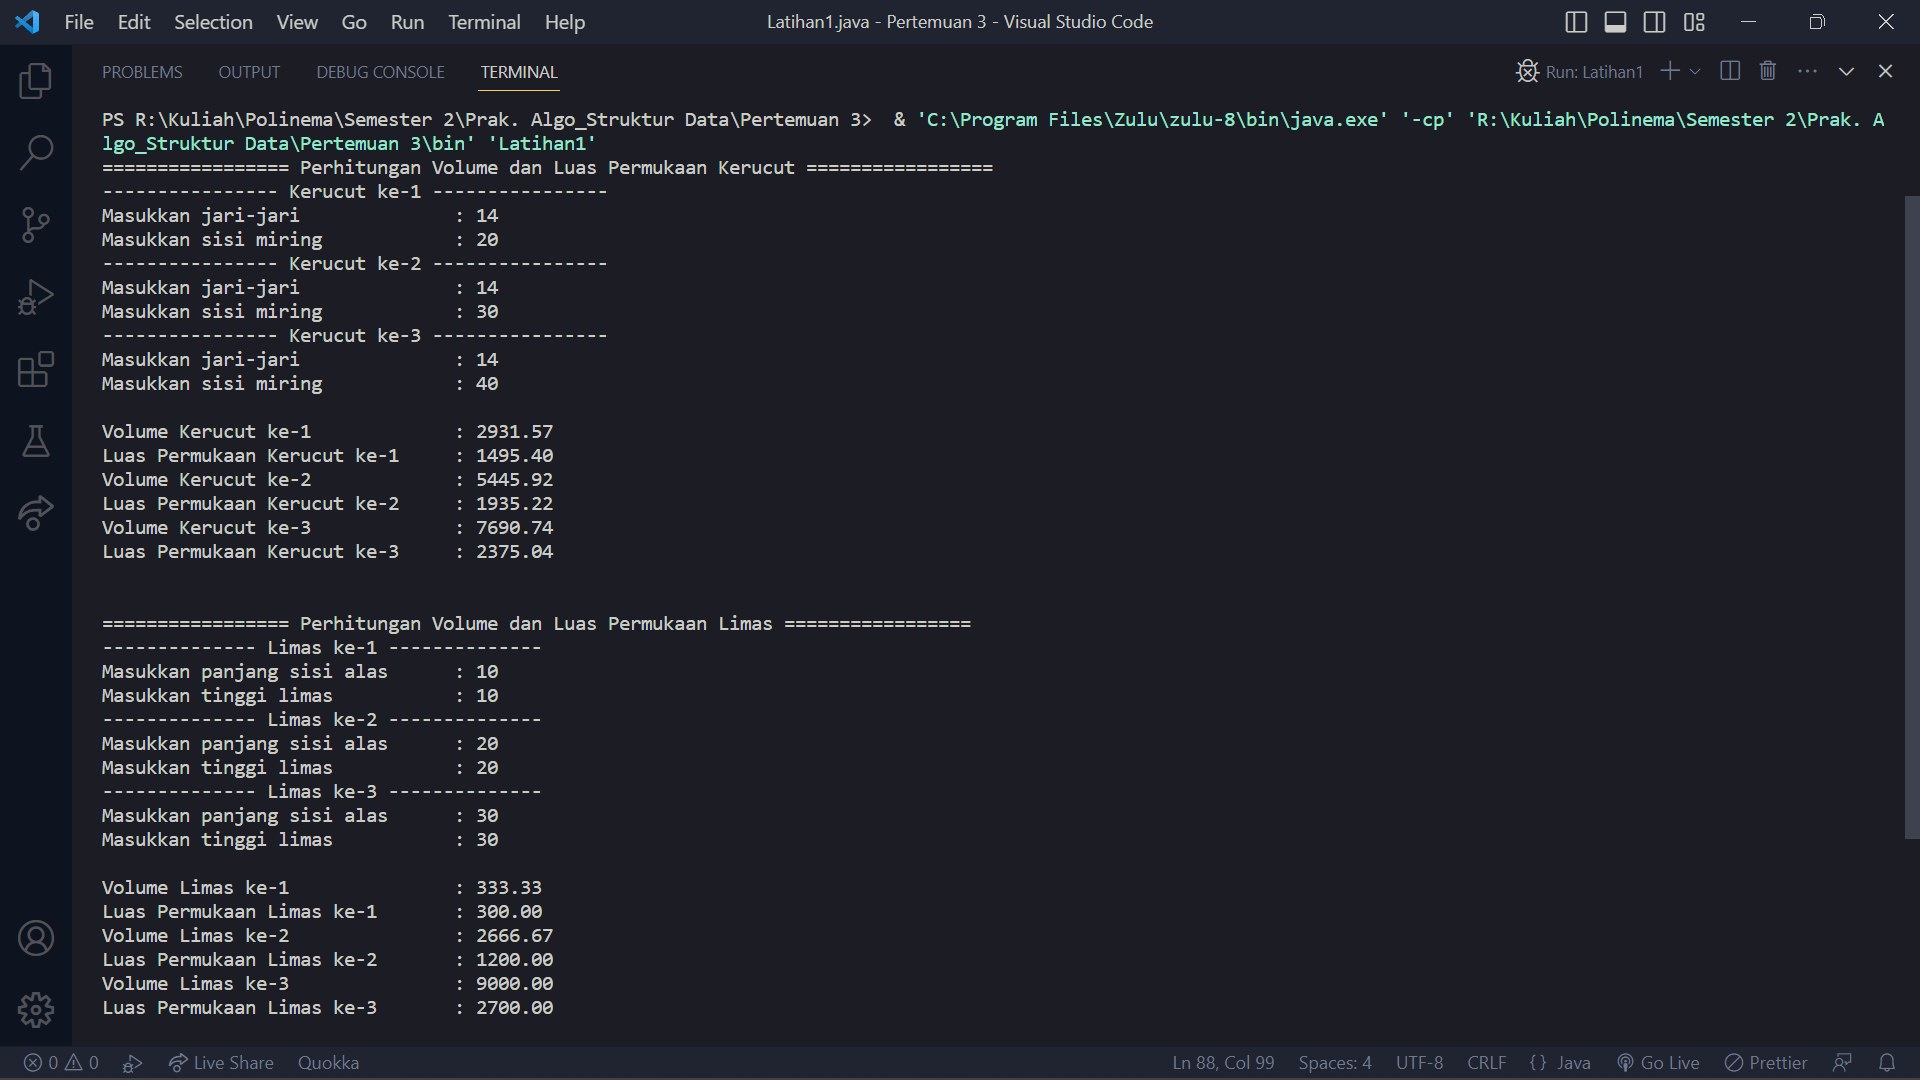 File Edit Selection View Go Run Terminal Help Latihan1.java - Pertemuan 3 - Visual Studio Code
PROBLEMS OUTPUT DEBUG CONSOLE TERMINAL Run: Latihan1
PS R:\Kuliah\Polinema\Semester 2\Prak. Algo_Struktur Data\Pertemuan 3>  & 'C:\Program Files\Zulu\zulu-8\bin\java.exe' '-cp' 'R:\Kuliah\Polinema\Semester 2\Prak. A
lgo_Struktur Data\Pertemuan 3\bin' 'Latihan1'
================= Perhitungan Volume dan Luas Permukaan Kerucut =================
---------------- Kerucut ke-1 ----------------
Masukkan jari-jari              : 14
Masukkan sisi miring            : 20
---------------- Kerucut ke-2 ----------------
Masukkan jari-jari              : 14
Masukkan sisi miring            : 30
---------------- Kerucut ke-3 ----------------
Masukkan jari-jari              : 14
Masukkan sisi miring            : 40
Volume Kerucut ke-1             : 2931.57
Luas Permukaan Kerucut ke-1     : 1495.40
Volume Kerucut ke-2             : 5445.92
Luas Permukaan Kerucut ke-2     : 1935.22
Volume Kerucut ke-3             : 7690.74
Luas Permukaan Kerucut ke-3     : 2375.04
================= Perhitungan Volume dan Luas Permukaan Limas =================
-------------- Limas ke-1 --------------
Masukkan panjang sisi alas      : 10
Masukkan tinggi limas           : 10
-------------- Limas ke-2 --------------
Masukkan panjang sisi alas      : 20
Masukkan tinggi limas           : 20
-------------- Limas ke-3 --------------
Masukkan panjang sisi alas      : 30
Masukkan tinggi limas           : 30
Volume Limas ke-1               : 333.33
Luas Permukaan Limas ke-1       : 300.00
Volume Limas ke-2               : 2666.67
Luas Permukaan Limas ke-2       : 1200.00
Volume Limas ke-3               : 9000.00
Luas Permukaan Limas ke-3       : 2700.00
0 0 Live Share Quokka Ln 88, Col 99 Spaces: 4 UTF-8 CRLF {} Java Go Live Prettier